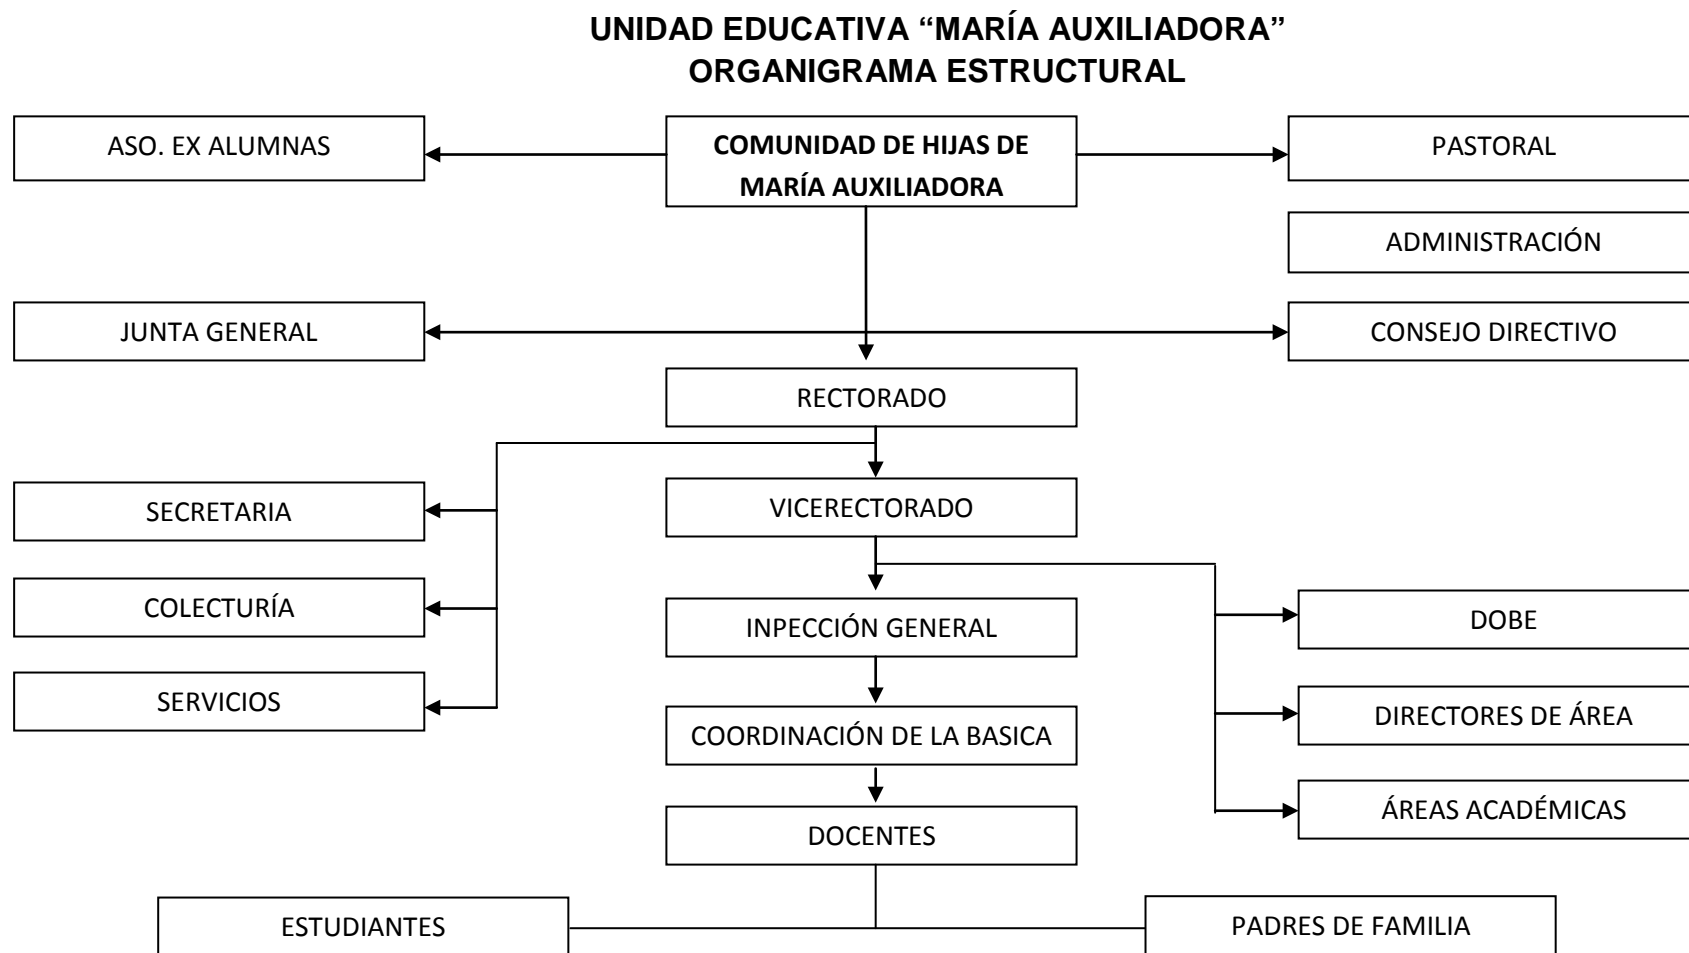 UNIDAD EDUCATIVA “MARÍA AUXILIADORA”
ORGANIGRAMA ESTRUCTURAL
ASO. EX ALUMNAS
COMUNIDAD DE HIJAS DE
MARÍA AUXILIADORA
PASTORAL
ADMINISTRACIÓN
JUNTA GENERAL
CONSEJO DIRECTIVO
RECTORADO
SECRETARIA
VICERECTORADO
COLECTURÍA
INPECCIÓN GENERAL
DOBE
SERVICIOS
COORDINACIÓN DE LA BASICA
DIRECTORES DE ÁREA
DOCENTES
ÁREAS ACADÉMICAS
ESTUDIANTES
PADRES DE FAMILIA